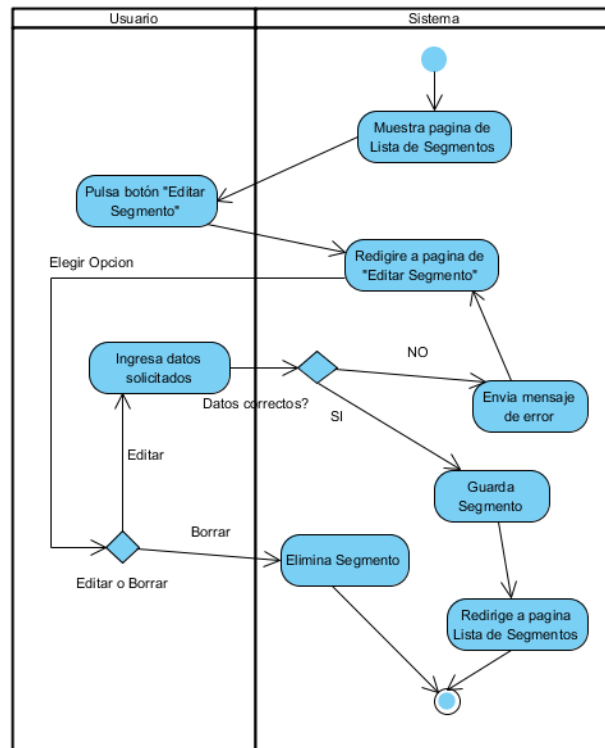 Usuario
Sistema
Muestra pagina de
Lista de Segmentos
Pulsa botón "Editar
Segmento"
Redigire a pagina de
"Editar Segmento"
Elegir Opcion
Ingresa datos
solicitados
NO
Datos correctos?
SI
Envia mensaje
de error
Editar
Guarda
Segmento
Borrar
Elimina Segmento
Editar o Borrar
Redirige a pagina
Lista de Segmentos